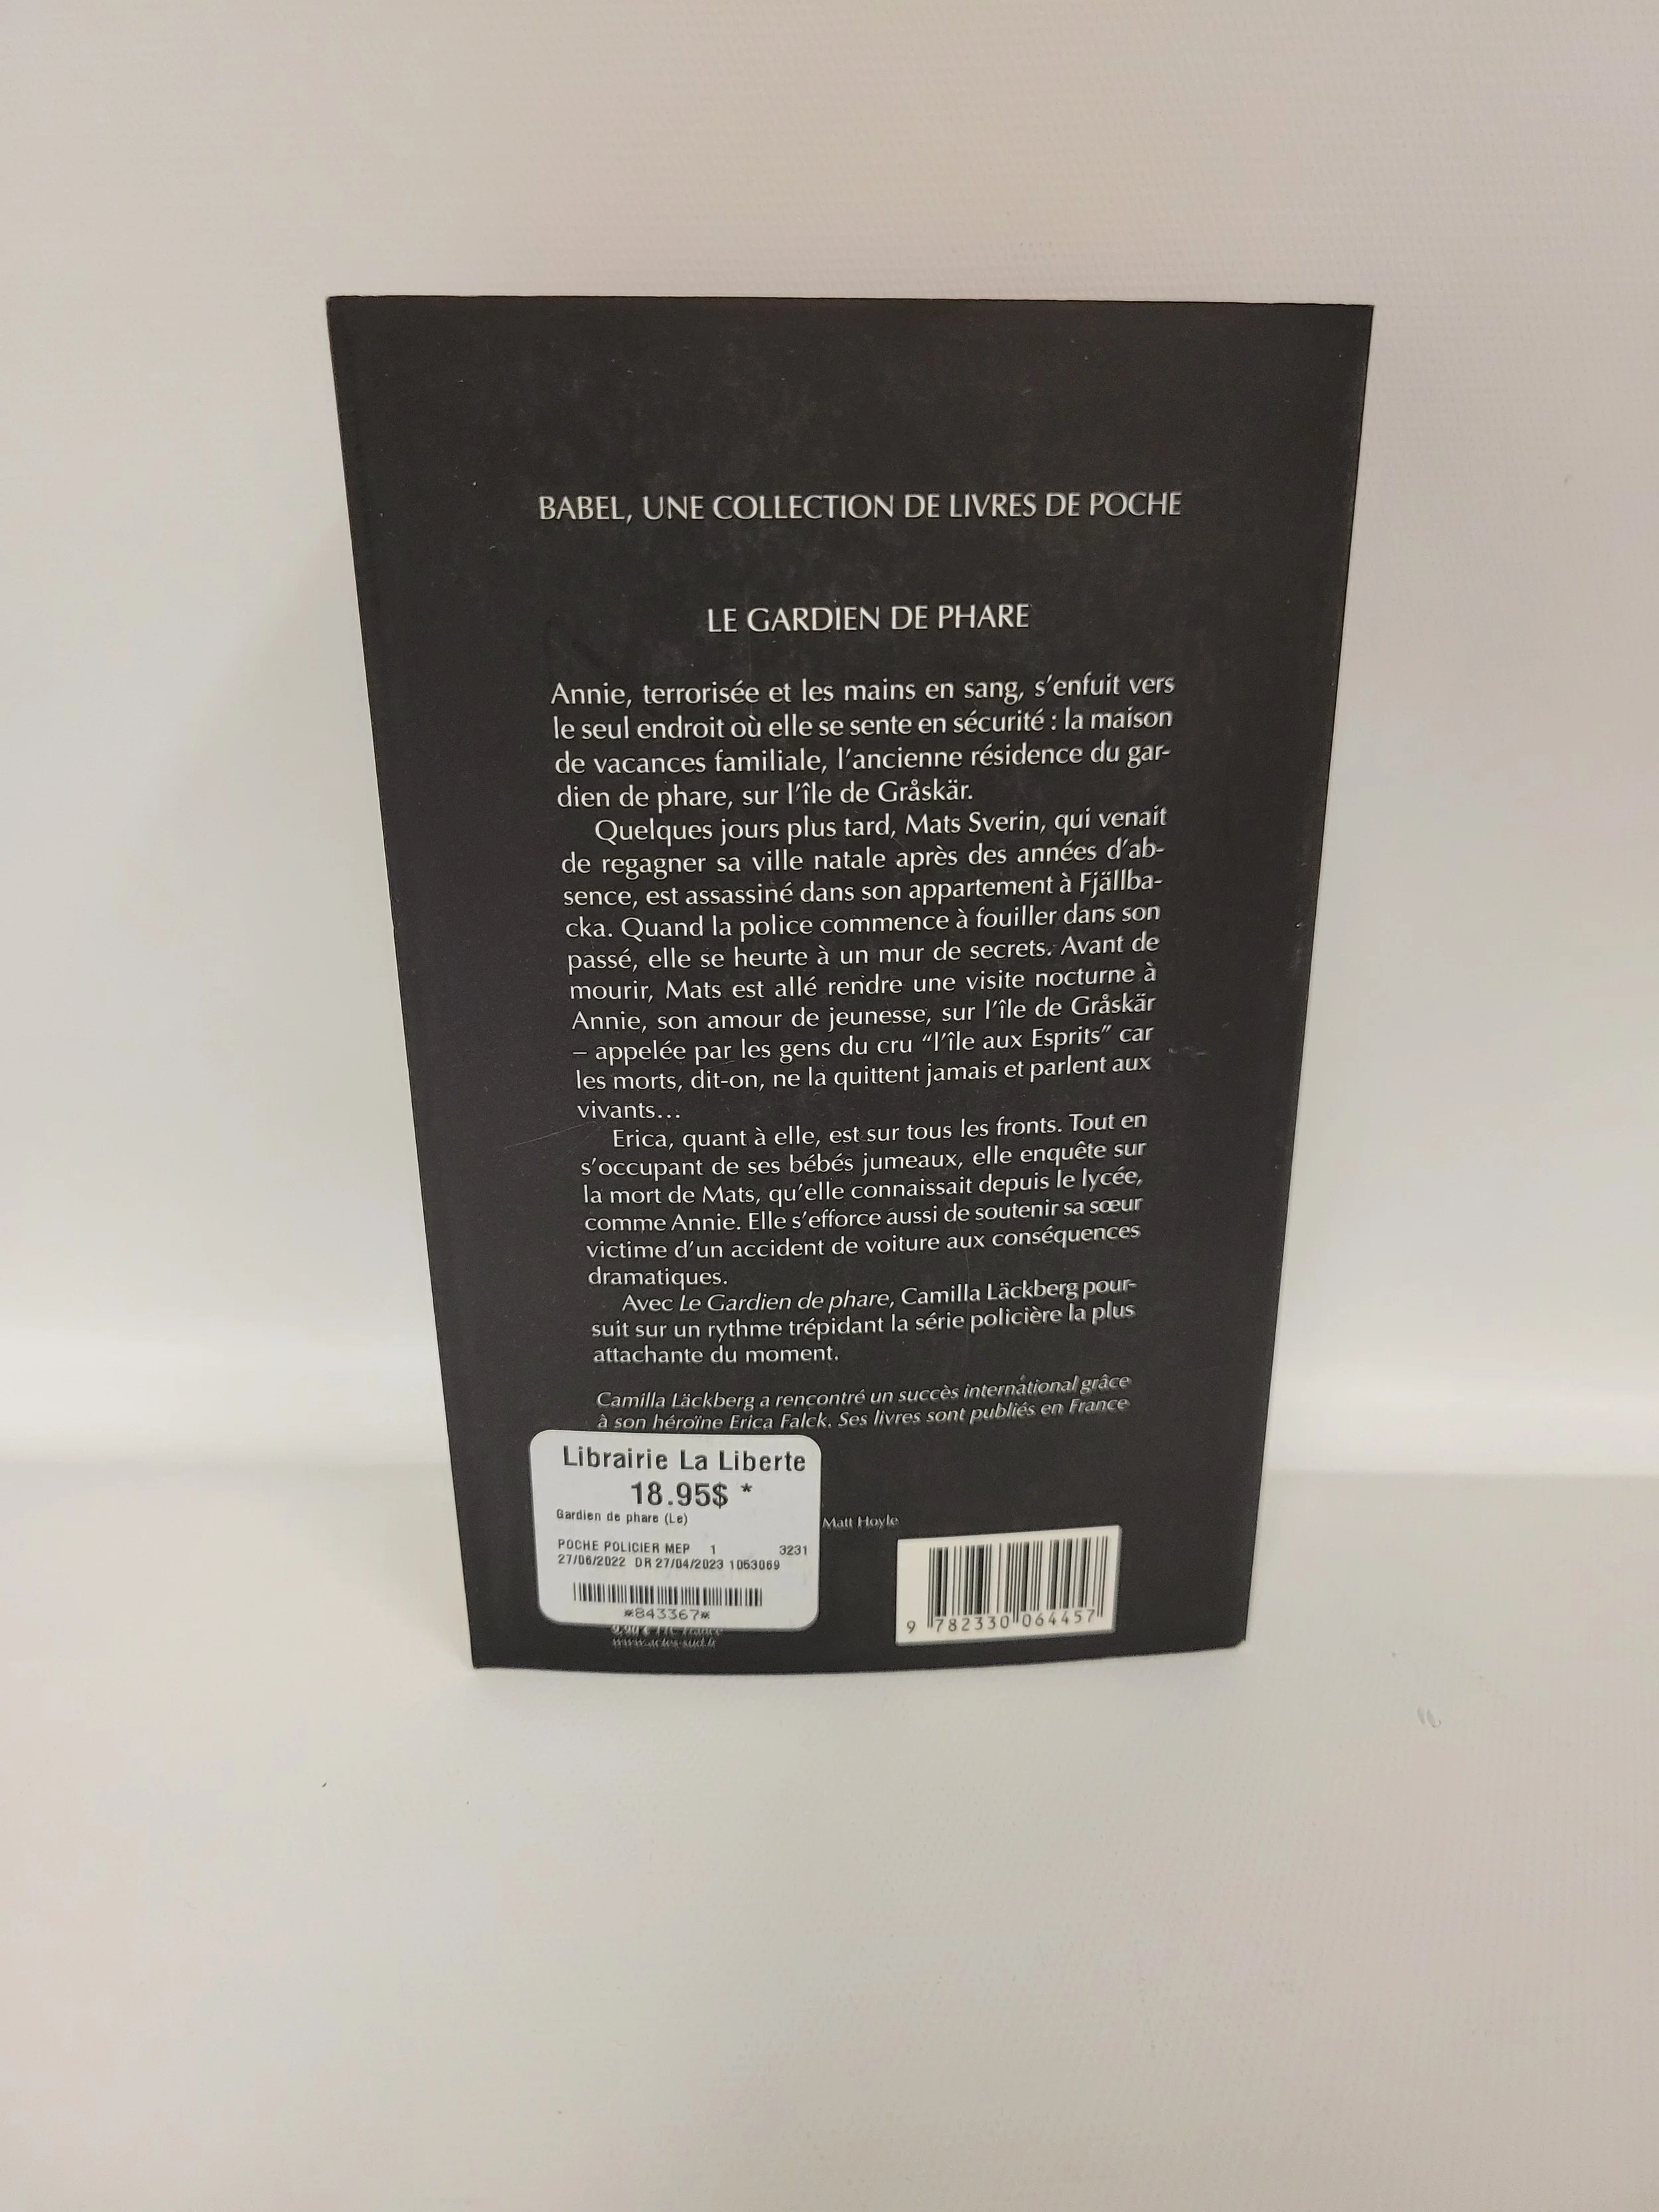 BABEL, UNE COLLECTION DE LIVRES DE POCHE
LE GARDIEN DE PHARE
Annie, terrorisée et les mains en sang, s'enfuit vers
le seul endroit où elle se sente en sécurité : la maison
de vacances familiale, l'ancienne résidence du gar-
dien de phare, sur l'île de Gråskär.
Quelques jours plus tard, Mats Sverin, qui venait
de regagner sa ville natale après des années d'ab-
sence, est assassiné dans son appartement à Fjällba-
cka. Quand la police commence à fouiller dans son
passé, elle se heurte à un mur de secrets. Avant de
mourir, Mats est allé rendre une visite nocturne à
Annie, son amour de jeunesse, sur l'île de Gråskär
– appelée par les gens du cru “l'île aux Esprits” car
les morts, dit-on, ne la quittent jamais et parlent aux
vivants...
Erica, quant à elle, est sur tous les fronts. Tout en
s'occupant de ses bébés jumeaux, elle enquête sur
la mort de Mats, qu'elle connaissait depuis le lycée,
comme Annie. Elle s'efforce aussi de soutenir sa sœur
victime d'un accident de voiture aux conséquences
dramatiques.
Avec Le Gardien de phare, Camilla Läckberg pour-
suit sur un rythme trépidant la série policière la plus
attachante du moment.
Camilla Läckberg a rencontré un succès international grâce
à son héroïne Erica Falck. Ses livres sont publiés en France
Librairie La Liberte
18.95$ *
Gardien de phare (Le)
POCHE POLICIER MEP 1 3231
27/06/2022 DR 27/04/2023 1053069
*843367*
Matt Hoyle
9,90 € TTC France
www.actes-sud.fr
9 782330 064457